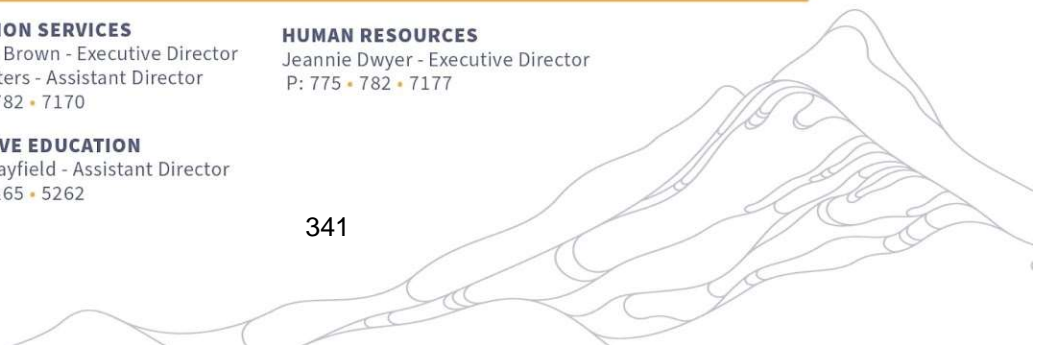 ION SERVICES
Brown - Executive Director
ters - Assistant Director
782 • 7170
VE EDUCATION
ayfield - Assistant Director
65 • 5262
HUMAN RESOURCES
Jeannie Dwyer - Executive Director
P: 775 • 782 • 7177
341